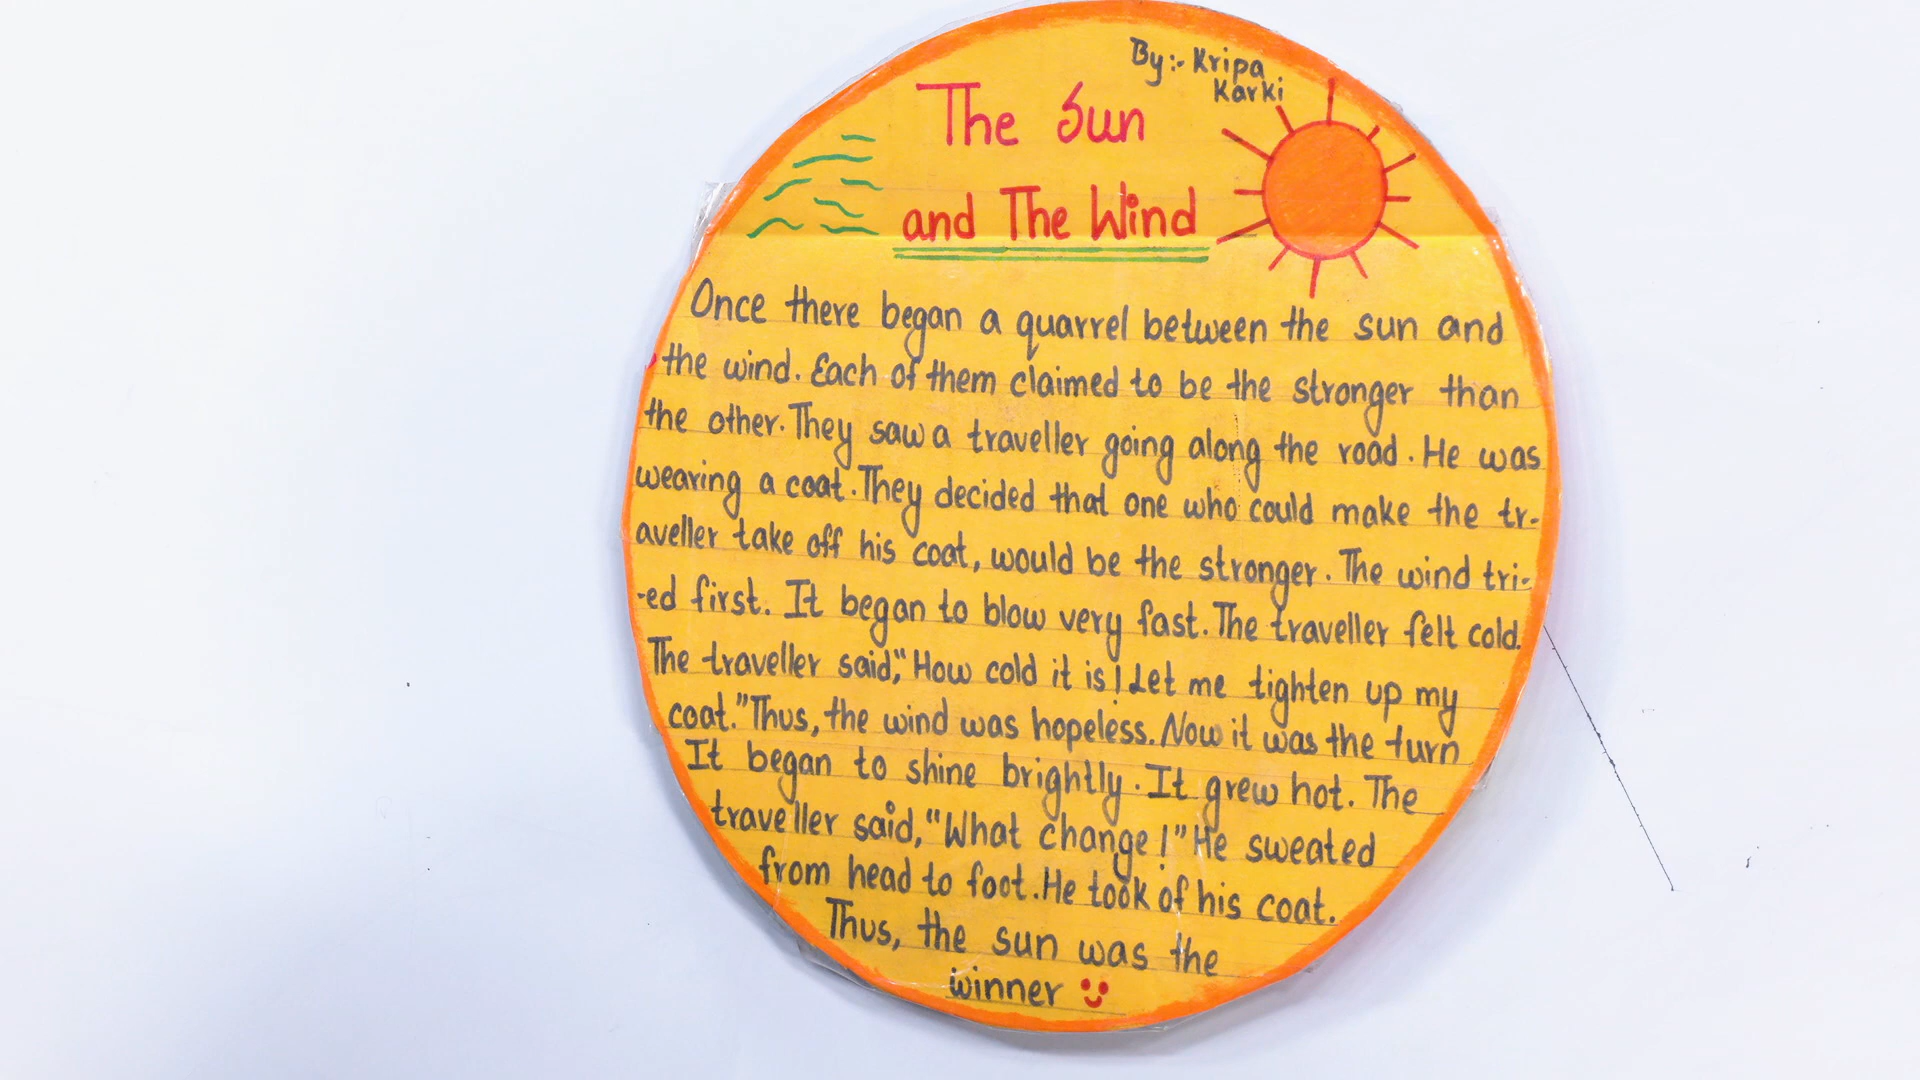 By:- Kripa
Karki
The Sun
and The Wind
Once there began a quarrel between the sun and
the wind. Each of them claimed to be the stronger than
the other. They saw a traveller going along the road. He was
wearing a coat. They decided that one who could make the tr-
aveller take off his coat, would be the stronger. The wind tri-
-ed first. It began to blow very fast. The traveller felt cold.
The traveller said, "How cold it is! Let me tighten up my
coat." Thus, the wind was hopeless. Now it was the turn
It began to shine brightly. It grew hot. The
traveller said, "What change!" He sweated
from head to foot. He took of his coat.
Thus, the sun was the
winner